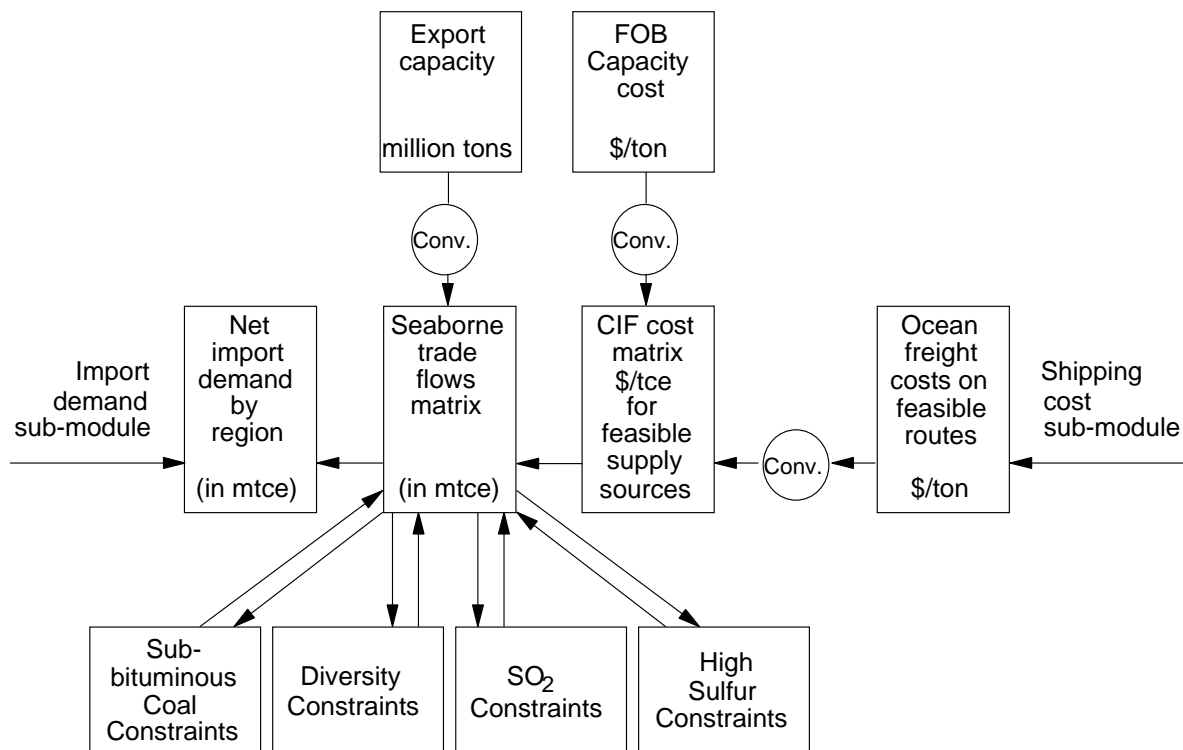 Export
capacity
million tons
FOB
Capacity
cost
$/ton
Conv.
Conv.
Import
demand
sub-module
Net
import
demand
by
region
(in mtce)
Seaborne
trade
flows
matrix
(in mtce)
CIF cost
matrix
$/tce
for
feasible
supply
sources
Conv.
Ocean
freight
costs on
feasible
routes
$/ton
Shipping
cost
sub-module
Sub-
bituminous
Coal
Constraints
Diversity
Constraints
SO2
Constraints
High
Sulfur
Constraints